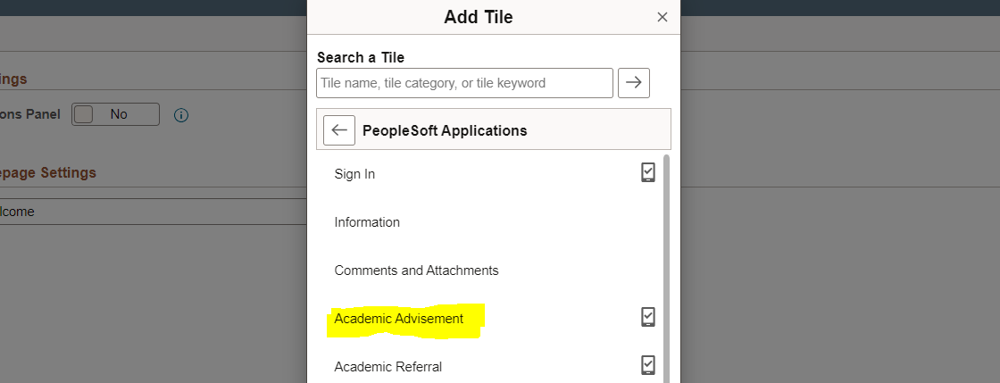 Add Tile
Search a Tile
Tile name, tile category, or tile keyword
ings
ons Panel No
PeopleSoft Applications
epage Settings
Sign In
lcome
Information
Comments and Attachments
Academic Advisement
Academic Referral